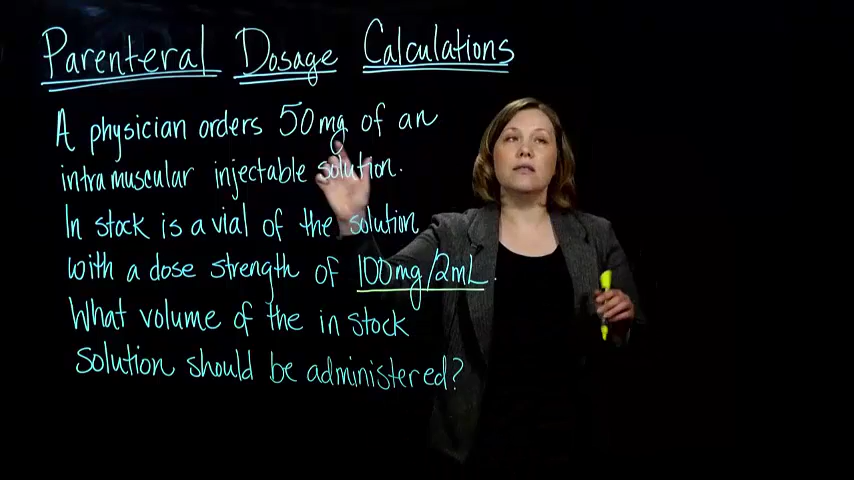 Parenteral Dosage Calculations
A physician orders 50mg of an
intramuscular injectable solution.
In stock is a vial of the solution
with a dose strength of 100mg/2mL.
What volume of the in stock
solution should be administered?